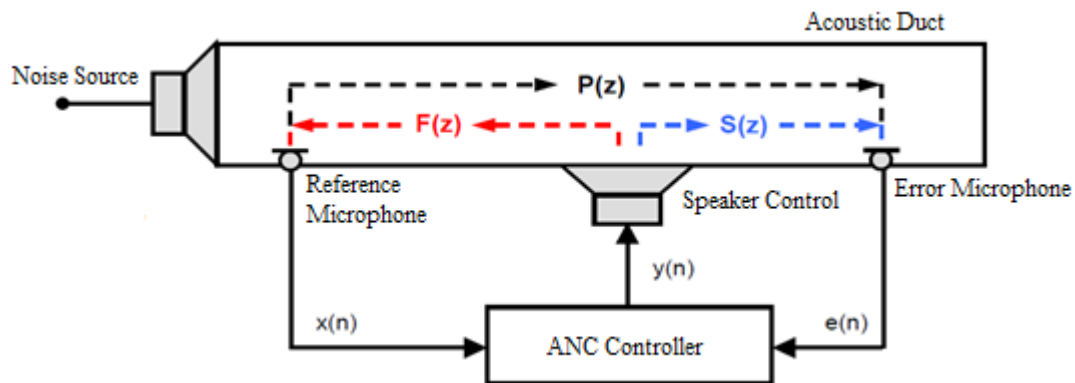 Acoustic Duct
Noise Source
P(z)
F(z)
S(z)
Reference
Microphone
Speaker Control
Error Microphone
y(n)
x(n)
e(n)
ANC Controller